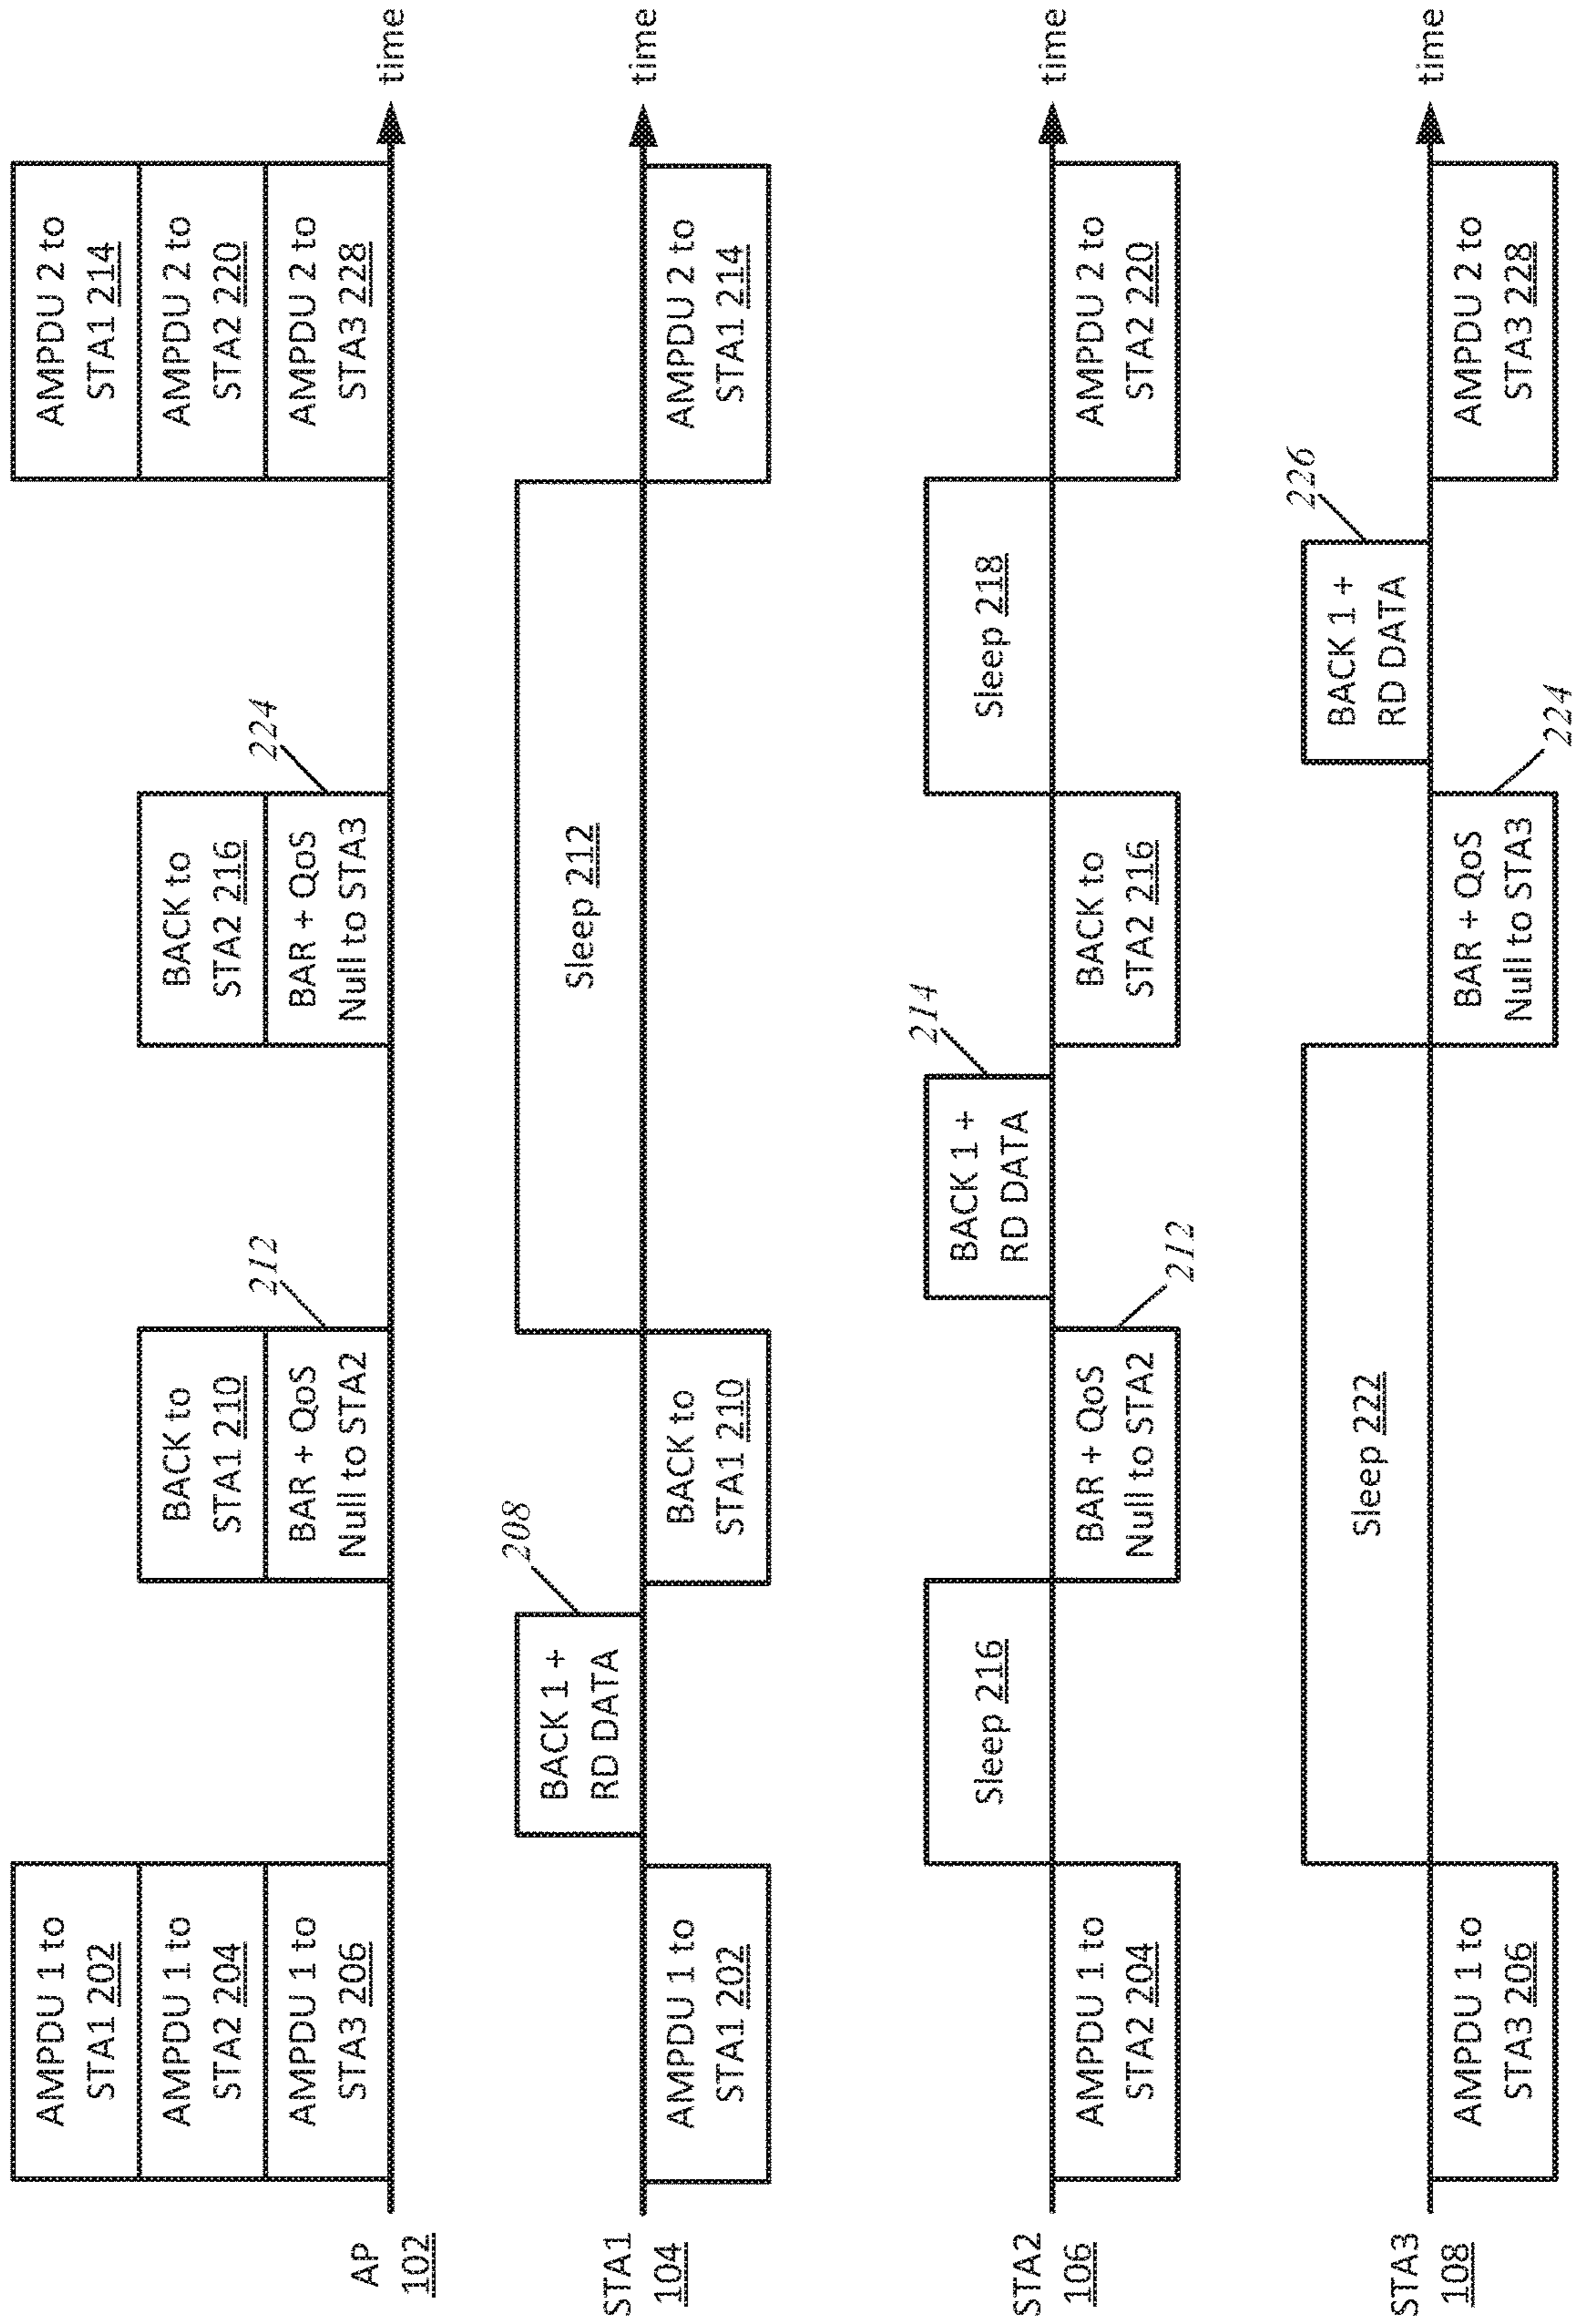 AMPDU 1 to
STA1 202
AMPDU 1 to
STA2 204
AMPDU 1 to
STA3 206
BACK to
STA1 210
BAR + QoS
Null to STA2
212
BACK to
STA2 216
BAR + QoS
Null to STA3
224
AMPDU 2 to
STA1 214
AMPDU 2 to
STA2 220
AMPDU 2 to
STA3 228
AP
102
time
BACK 1 +
RD DATA
208
Sleep 212
STA1
104
time
AMPDU 1 to
STA1 202
BACK to
STA1 210
AMPDU 2 to
STA1 214
Sleep 216
BACK 1 +
RD DATA
214
Sleep 218
STA2
106
time
AMPDU 1 to
STA2 204
BAR + QoS
Null to STA2
212
BACK to
STA2 216
AMPDU 2 to
STA2 220
Sleep 222
BACK 1 +
RD DATA
226
STA3
108
time
AMPDU 1 to
STA3 206
BAR + QoS
Null to STA3
224
AMPDU 2 to
STA3 228